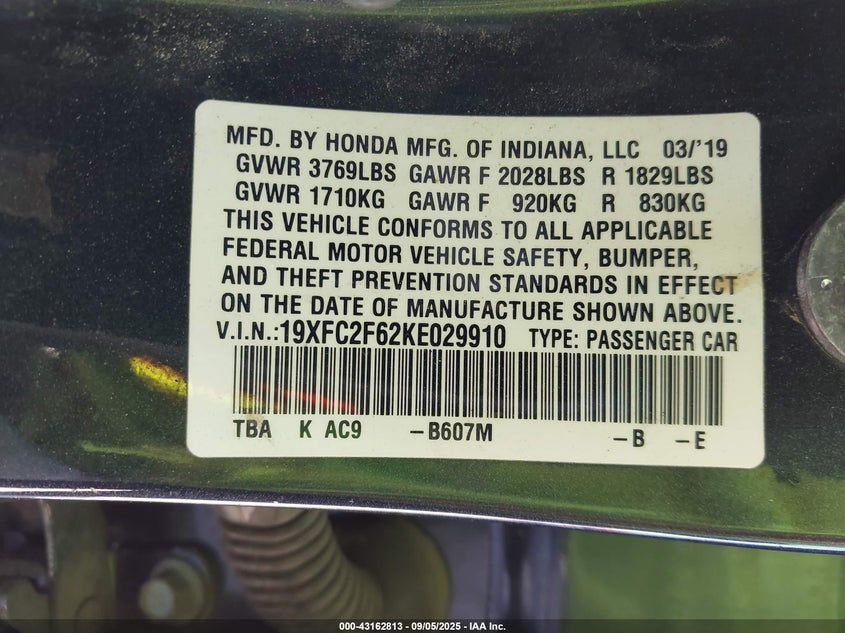 MFD. BY HONDA MFG. OF INDIANA, LLC 03/'19
GVWR 3769LBS GAWR F 2028LBS R 1829LBS
GVWR 1710KG GAWR F 920KG R 830KG
THIS VEHICLE CONFORMS TO ALL APPLICABLE
FEDERAL MOTOR VEHICLE SAFETY, BUMPER,
AND THEFT PREVENTION STANDARDS IN EFFECT
ON THE DATE OF MANUFACTURE SHOWN ABOVE.
V.I.N.:19XFC2F62KE029910 TYPE: PASSENGER CAR
TBA K AC9 –B607M –B –E
000-43162813 - 09/05/2025 - IAA Inc.